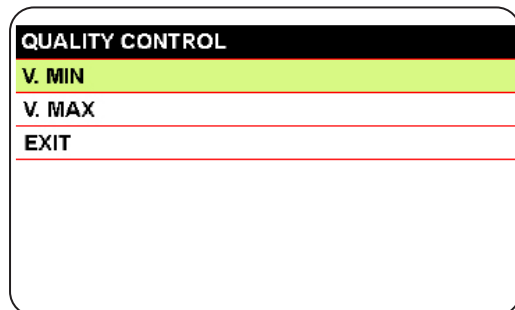 QUALITY CONTROL
V. MIN
V. MAX
EXIT